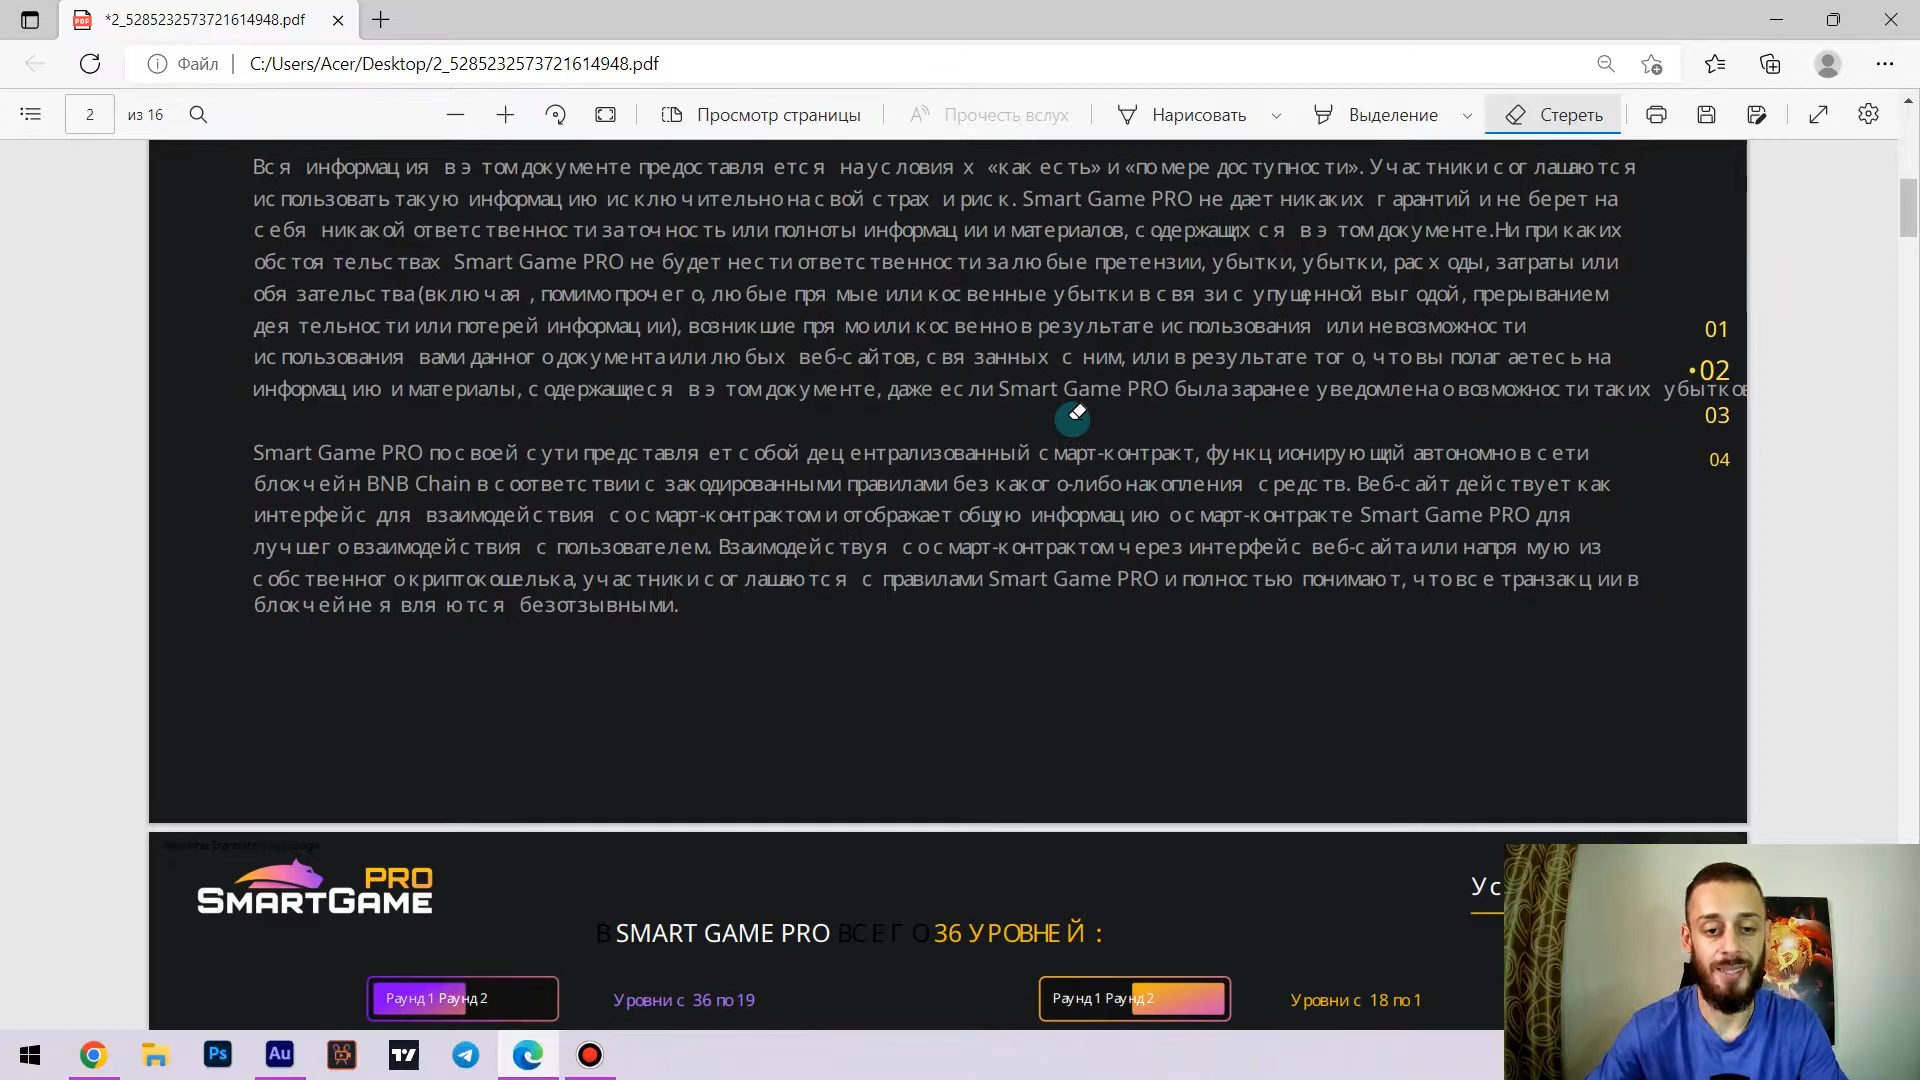 *2_5285232573721614948.pdf
Файл C:/Users/Acer/Desktop/2_5285232573721614948.pdf
2 из 16 Просмотр страницы Прочесть вслух Нарисовать Выделение Стереть
Вся информация в этом документе предоставляется на условиях «как есть» и «по мере доступности». Участники соглашаются
использовать такую информацию исключительно на свой страх и риск. Smart Game PRO не дает никаких гарантий и не берет на
себя никакой ответственности за точность или полноты информации и материалов, содержащихся в этом документе.Ни при каких
обстоятельствах Smart Game PRO не будет нести ответственности за любые претензии, убытки, убытки, расходы, затраты или
обязательства (включая, помимо прочего, любые прямые или косвенные убытки в связи с упущенной выгодой, прерыванием
деятельности или потерей информации), возникшие прямо или косвенно в результате использования или невозможности
использования вами данного документа или любых веб-сайтов, связанных с ним, или в результате того, что вы полагаетесь на
информацию и материалы, содержащиеся в этом документе, даже если Smart Game PRO была заранее уведомлена о возможности таких убытков
01
•02
03
04
Smart Game PRO по своей сути представляет собой децентрализованный смарт-контракт, функционирующий автономно в сети
блокчейн BNB Chain в соответствии с закодированными правилами без какого-либо накопления средств. Веб-сайт действует как
интерфейс для взаимодействия со смарт-контрактом и отображает общую информацию о смарт-контракте Smart Game PRO для
лучшего взаимодействия с пользователем. Взаимодействуя со смарт-контрактом через интерфейс веб-сайта или напрямую из
собственного криптокошелька, участники соглашаются с правилами Smart Game PRO и полностью понимают, что все транзакции в
блокчейне являются безотзывными.
PRO
SMARTGAME
Ус
В SMART GAME PRO ВСЕГО 36 УРОВНЕЙ :
Раунд 1 Раунд 2 Уровни с 36 по 19 Раунд 1 Раунд 2 Уровни с 18 по 1
Ps Au